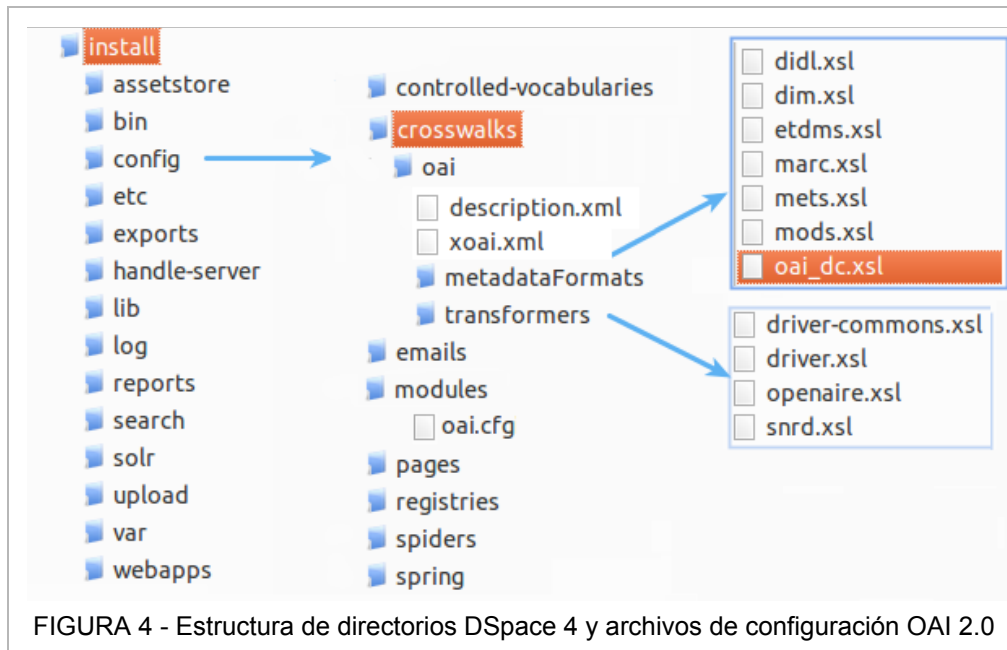 install
assetstore
bin
config
etc
exports
handle-server
lib
log
reports
search
solr
upload
var
webapps
controlled-vocabularies
crosswalks
oai
description.xml
xoai.xml
metadataFormats
transformers
emails
modules
oai.cfg
pages
registries
spiders
spring
didl.xsl
dim.xsl
etdms.xsl
marc.xsl
mets.xsl
mods.xsl
oai_dc.xsl
driver-commons.xsl
driver.xsl
openaire.xsl
snrd.xsl
FIGURA 4 - Estructura de directorios DSpace 4 y archivos de configuración OAI 2.0